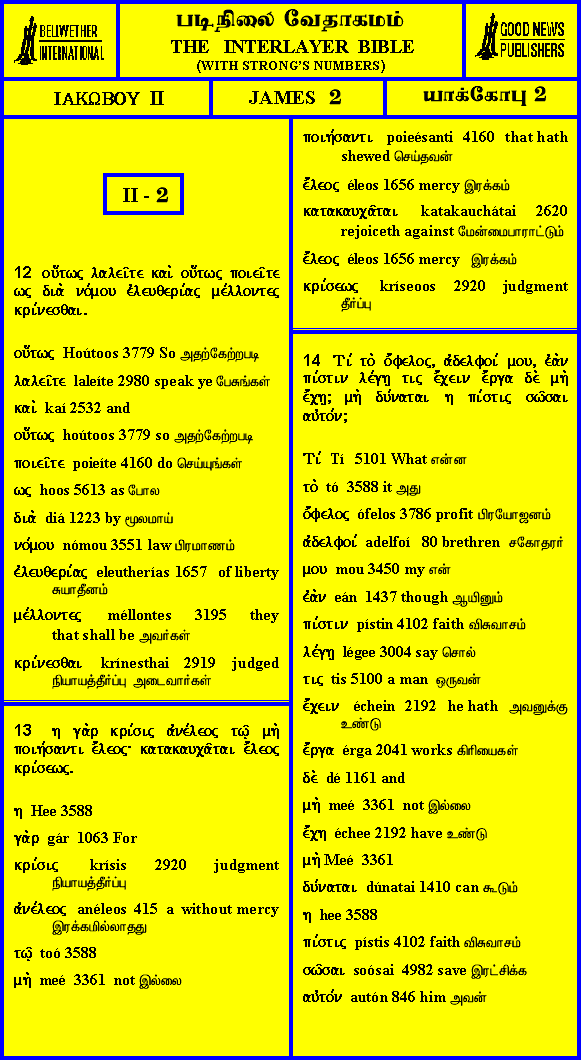 BELLWETHER
INTERNATIONAL
படிநிலை வேதாகமம்
THE INTERLAYER BIBLE
(WITH STRONG'S NUMBERS)
GOOD NEWS
PUBLISHERS
ΙΑΚΩΒΟΥ II
JAMES 2
யாக்கோபு 2
II - 2
12 οὕτως λαλεῖτε καὶ οὕτως ποιεῖτε
ως διὰ νόμου ἐλευθερίας μέλλοντες
κρίνεσθαι.
οὕτως Hoútoos 3779 So அதற்கேற்றபடி
λαλεῖτε laleíte 2980 speak ye பேசுங்கள்
καὶ kaí 2532 and
οὕτως hoútoos 3779 so அதற்கேற்றபடி
ποιεῖτε poieíte 4160 do செய்யுங்கள்
ως hoos 5613 as போல
διὰ diá 1223 by மூலமாய்
νόμου nómou 3551 law பிரமாணம்
ἐλευθερίας eleutherías 1657 of liberty
சுயாதீனம்
μέλλοντες méllontes 3195 they
that shall be அவர்கள்
κρίνεσθαι krínesthai 2919 judged
நியாயத்தீர்ப்பு அடைவார்கள்
13 η γὰρ κρίσις ἀνέλεος τῷ μὴ
ποιήσαντι ἔλεος· κατακαυχᾶται ἔλεος
κρίσεως.
η Hee 3588
γὰρ gár 1063 For
κρίσις krísis 2920 judgment
நியாயத்தீர்ப்பு
ἀνέλεος anéleos 415 a without mercy
இரக்கமில்லாதது
τῷ toó 3588
μὴ meé 3361 not இல்லை
ποιήσαντι poieésanti 4160 that hath
shewed செய்தவன்
ἔλεος éleos 1656 mercy இரக்கம்
κατακαυχᾶται katakauchátai 2620
rejoiceth against மேன்மைபாராட்டும்
ἔλεος éleos 1656 mercy இரக்கம்
κρίσεως kríseoos 2920 judgment
தீர்ப்பு
14 Τί τὸ ὄφελος, ἀδελφοί μου, ἐὰν
πίστιν λέγῃ τις ἔχειν ἔργα δὲ μὴ
ἔχῃ; μὴ δύναται η πίστις σῶσαι
αὐτόν;
Τί Tí 5101 What என்ன
τὸ tó 3588 it அது
ὄφελος ófelos 3786 profit பிரயோஜனம்
ἀδελφοί adelfoí 80 brethren சகோதரர்
μου mou 3450 my என்
ἐὰν eán 1437 though ஆயினும்
πίστιν pístin 4102 faith விசுவாசம்
λέγῃ légee 3004 say சொல்
τις tis 5100 a man ஒருவன்
ἔχειν échein 2192 he hath அவனுக்கு
உண்டு
ἔργα érga 2041 works கிரியைகள்
δὲ dé 1161 and
μὴ meé 3361 not இல்லை
ἔχῃ échee 2192 have உண்டு
μὴ Meé 3361
δύναται dúnatai 1410 can கூடும்
η hee 3588
πίστις pístis 4102 faith விசுவாசம்
σῶσαι soósai 4982 save இரட்சிக்க
αὐτόν autón 846 him அவன்